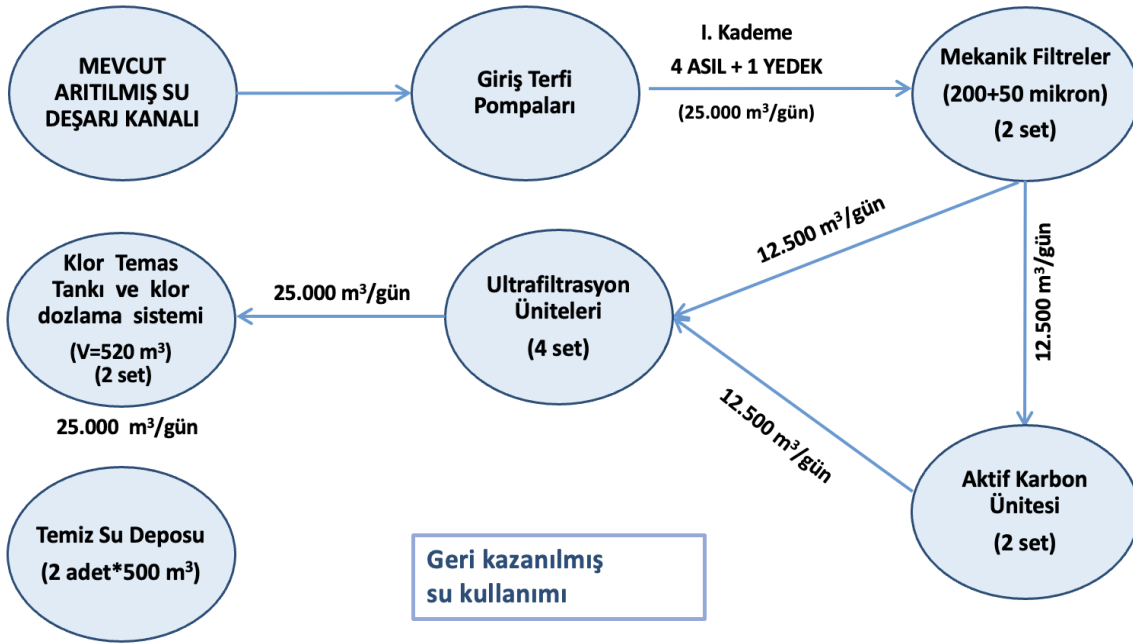 MEVCUT
ARITILMIŞ SU
DEŞARJ KANALI
Giriş Terfi
Pompaları
I. Kademe
4 ASIL + 1 YEDEK
(25.000 m³/gün)
Mekanik Filtreler
(200+50 mikron)
(2 set)
12.500 m³/gün
12.500 m³/gün
Klor Temas
Tankı ve klor
dozlama sistemi
(V=520 m³)
(2 set)
25.000 m³/gün
25.000 m³/gün
Ultrafiltrasyon
Üniteleri
(4 set)
12.500 m³/gün
Aktif Karbon
Ünitesi
(2 set)
Temiz Su Deposu
(2 adet*500 m³)
Geri kazanılmış
su kullanımı